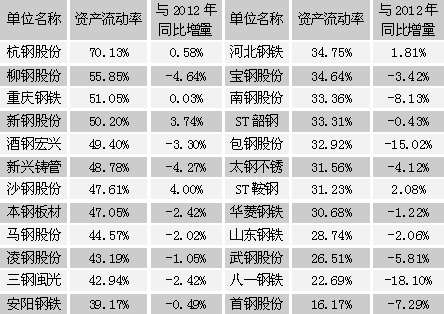 单位名称 资产流动率 与2012年同比增量 单位名称 资产流动率 与2012年同比增量
杭钢股份 70.13% 0.58% 河北钢铁 34.75% 1.81%
柳钢股份 55.85% -4.64% 宝钢股份 34.64% -3.42%
重庆钢铁 51.05% 0.03% 南钢股份 33.36% -8.13%
新钢股份 50.20% 3.74% ST韶钢 33.31% -0.43%
酒钢宏兴 49.40% -3.30% 包钢股份 32.92% -15.02%
新兴铸管 48.78% -4.27% 太钢不锈 31.56% -4.12%
沙钢股份 47.61% 4.00% ST鞍钢 31.23% 2.08%
本钢板材 47.05% -2.42% 华菱钢铁 30.68% -1.22%
马钢股份 44.57% -2.02% 山东钢铁 28.74% -2.06%
凌钢股份 43.19% -1.05% 武钢股份 26.51% -5.81%
三钢闽光 42.94% -2.42% 八一钢铁 22.69% -18.10%
安阳钢铁 39.17% -0.49% 首钢股份 16.17% -7.29%